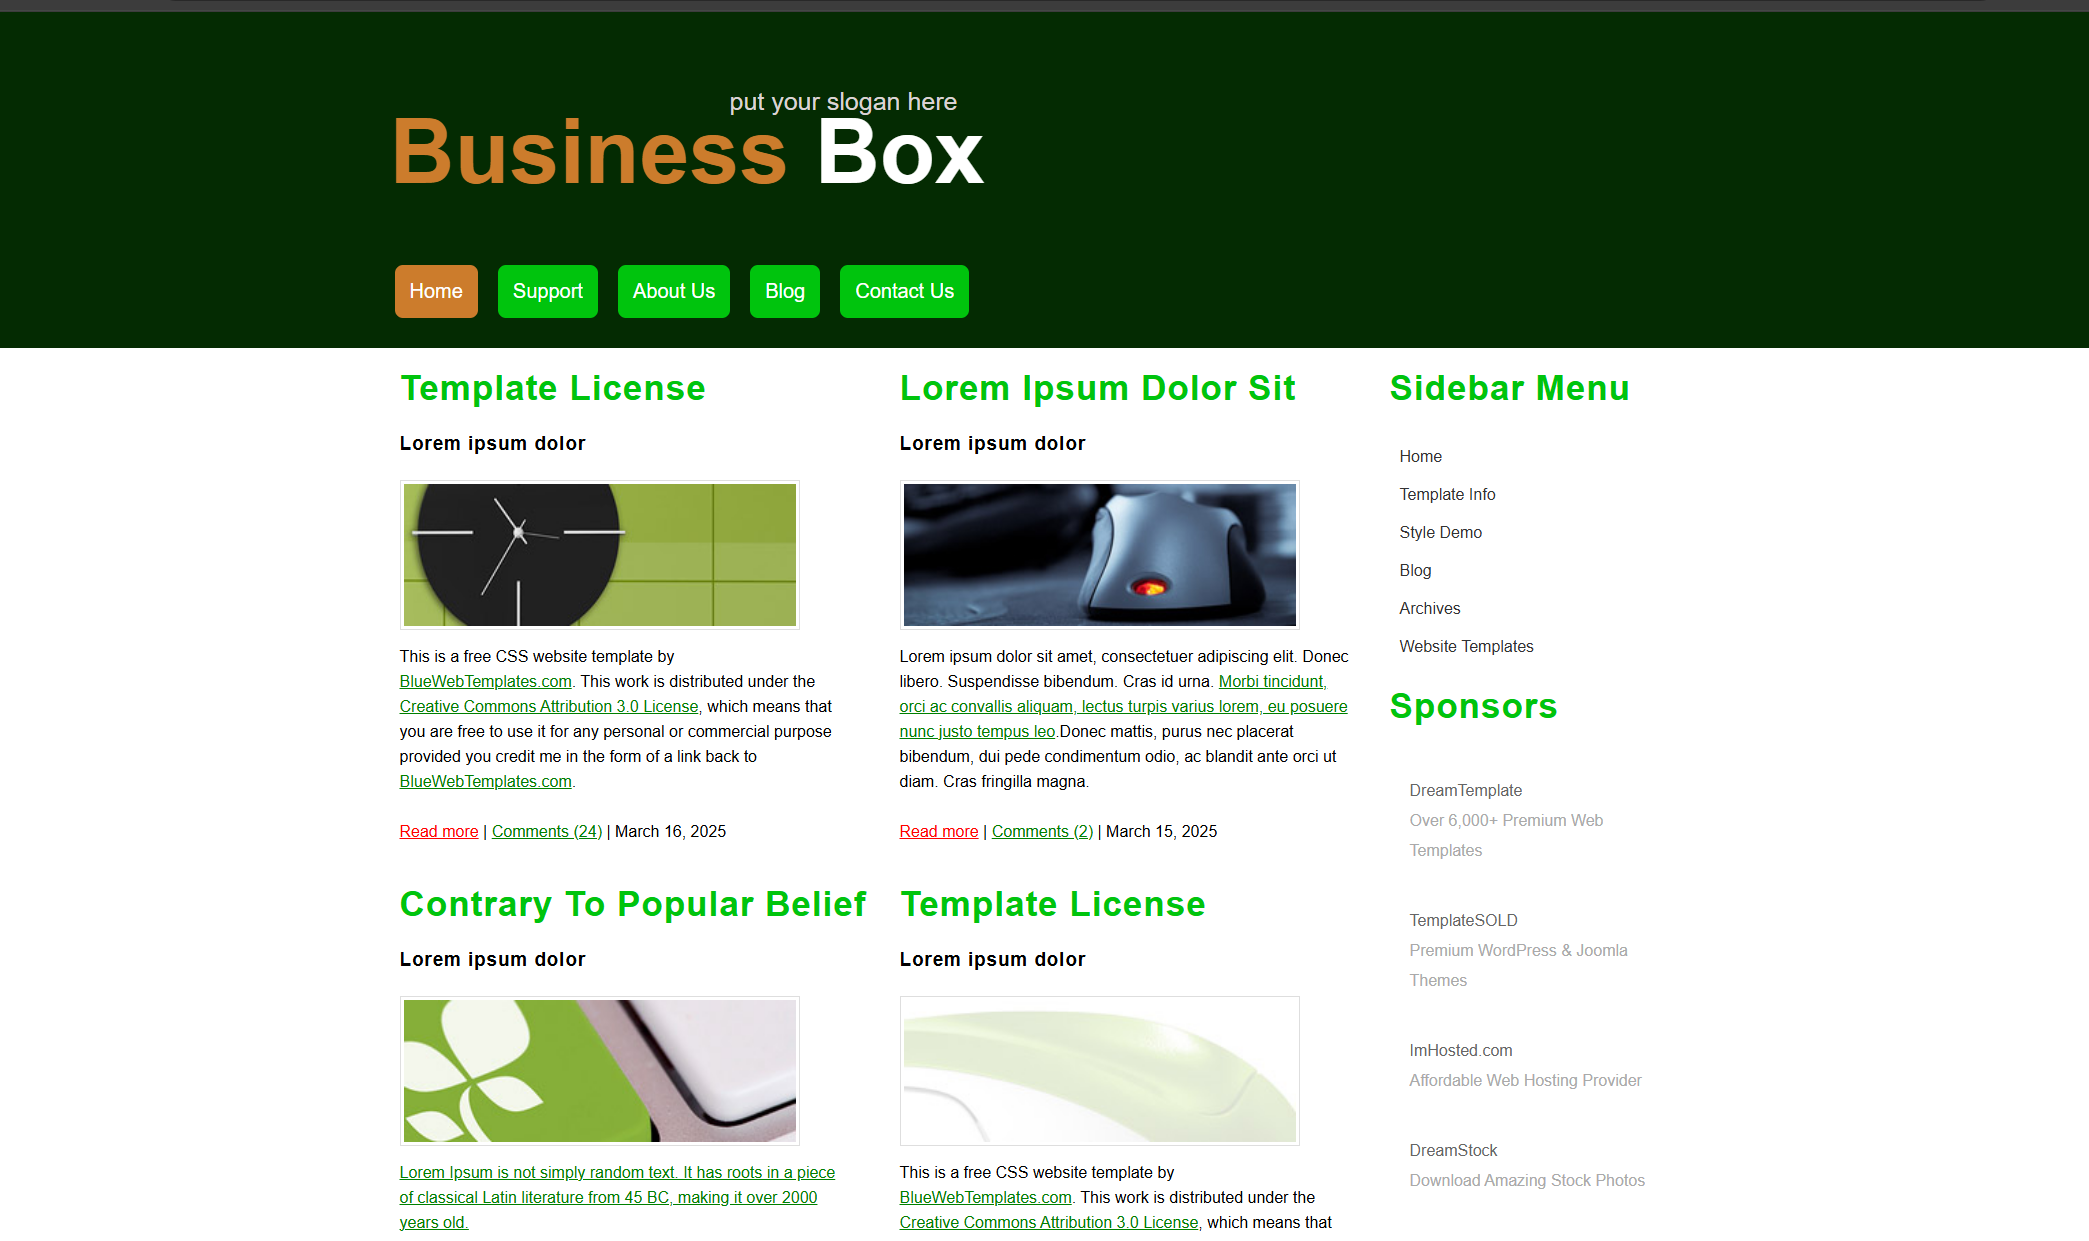 put your slogan here
Business Box
Home
Support
About Us
Blog
Contact Us
Template License
Lorem ipsum dolor
This is a free CSS website template by
BlueWebTemplates.com. This work is distributed under the
Creative Commons Attribution 3.0 License, which means that
you are free to use it for any personal or commercial purpose
provided you credit me in the form of a link back to
BlueWebTemplates.com.
Read more | Comments (24) | March 16, 2025
Lorem Ipsum Dolor Sit
Lorem ipsum dolor
Lorem ipsum dolor sit amet, consectetuer adipiscing elit. Donec
libero. Suspendisse bibendum. Cras id urna. Morbi tincidunt,
orci ac convallis aliquam, lectus turpis varius lorem, eu posuere
nunc justo tempus leo.Donec mattis, purus nec placerat
bibendum, dui pede condimentum odio, ac blandit ante orci ut
diam. Cras fringilla magna.
Read more | Comments (2) | March 15, 2025
Contrary To Popular Belief
Lorem ipsum dolor
Lorem Ipsum is not simply random text. It has roots in a piece
of classical Latin literature from 45 BC, making it over 2000
years old.
Template License
Lorem ipsum dolor
This is a free CSS website template by
BlueWebTemplates.com. This work is distributed under the
Creative Commons Attribution 3.0 License, which means that
Sidebar Menu
Home
Template Info
Style Demo
Blog
Archives
Website Templates
Sponsors
DreamTemplate
Over 6,000+ Premium Web
Templates
TemplateSOLD
Premium WordPress & Joomla
Themes
ImHosted.com
Affordable Web Hosting Provider
DreamStock
Download Amazing Stock Photos